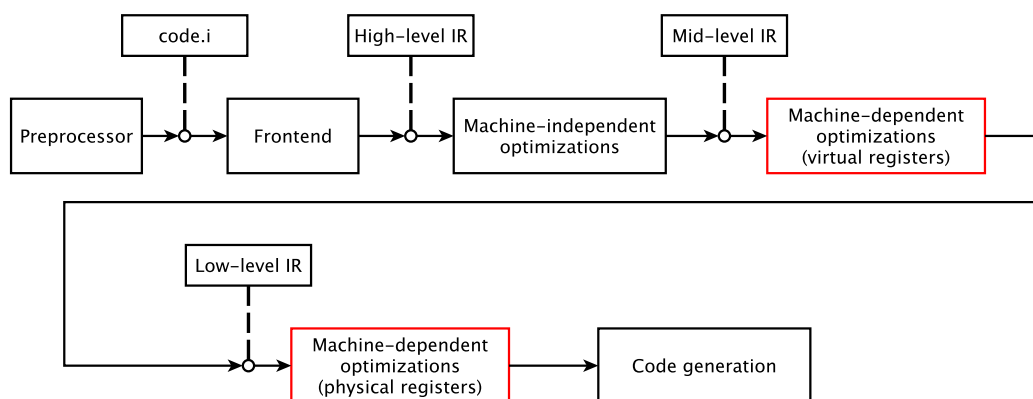 code.i
High-level IR
Mid-level IR
Preprocessor
Frontend
Machine-independent
optimizations
Machine-dependent
optimizations
(virtual registers)
Low-level IR
Machine-dependent
optimizations
(physical registers)
Code generation